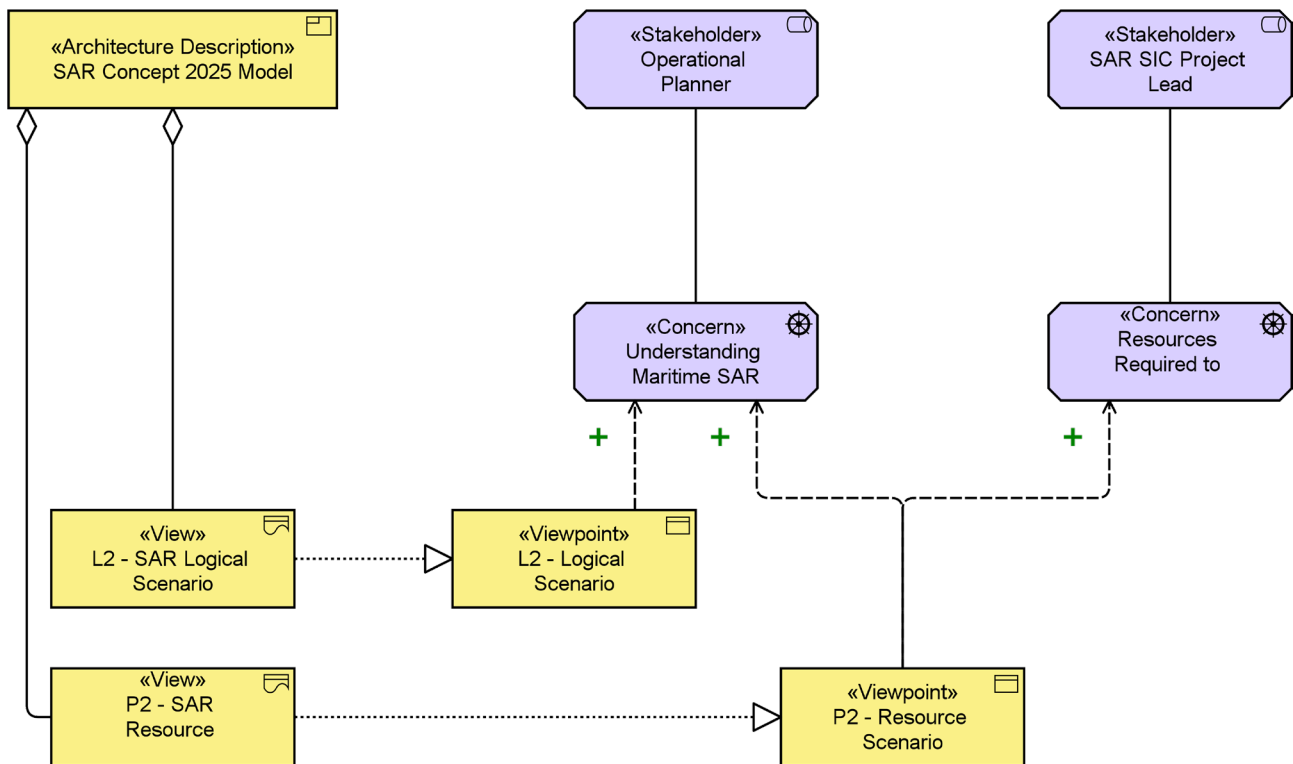 «Architecture Description»
SAR Concept 2025 Model
«Stakeholder»
Operational
Planner
«Stakeholder»
SAR SIC Project
Lead
«Concern»
Understanding
Maritime SAR
«Concern»
Resources
Required to
+
+
+
«View»
L2 - SAR Logical
Scenario
«Viewpoint»
L2 - Logical
Scenario
«View»
P2 - SAR
Resource
«Viewpoint»
P2 - Resource
Scenario